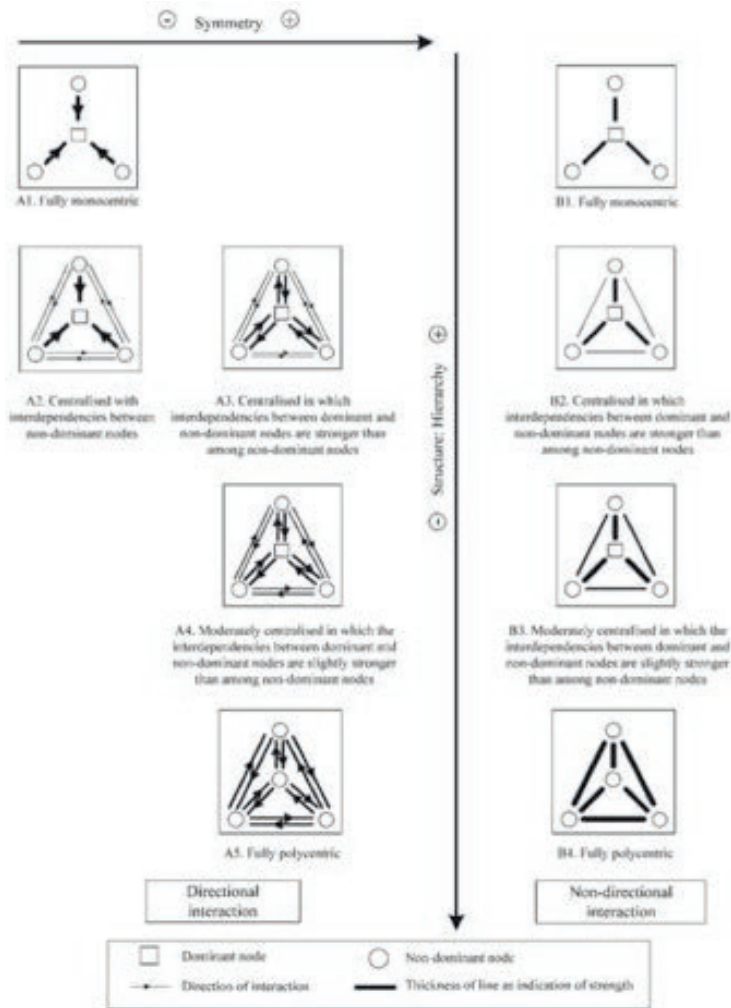 ⊖ Symmetry ⊕
A1. Fully monocentric
B1. Fully monocentric
A2. Centralised with
interdependencies between
non-dominant nodes
A3. Centralised in which
interdependencies between dominant and
non-dominant nodes are stronger than
among non-dominant nodes
⊖ Structure: Hierarchy ⊕
B2. Centralised in which
interdependencies between dominant and
non-dominant nodes are stronger than
among non-dominant nodes
A4. Moderately centralised in which the
interdependencies between dominant and
non-dominant nodes are slightly stronger
than among non-dominant nodes
B3. Moderately centralised in which the
interdependencies between dominant and
non-dominant nodes are slightly stronger
than among non-dominant nodes
A5. Fully polycentric
B4. Fully polycentric
Directional
interaction
Non-directional
interaction
Dominant node
Non-dominant node
Direction of interaction
Thickness of line as indication of strength